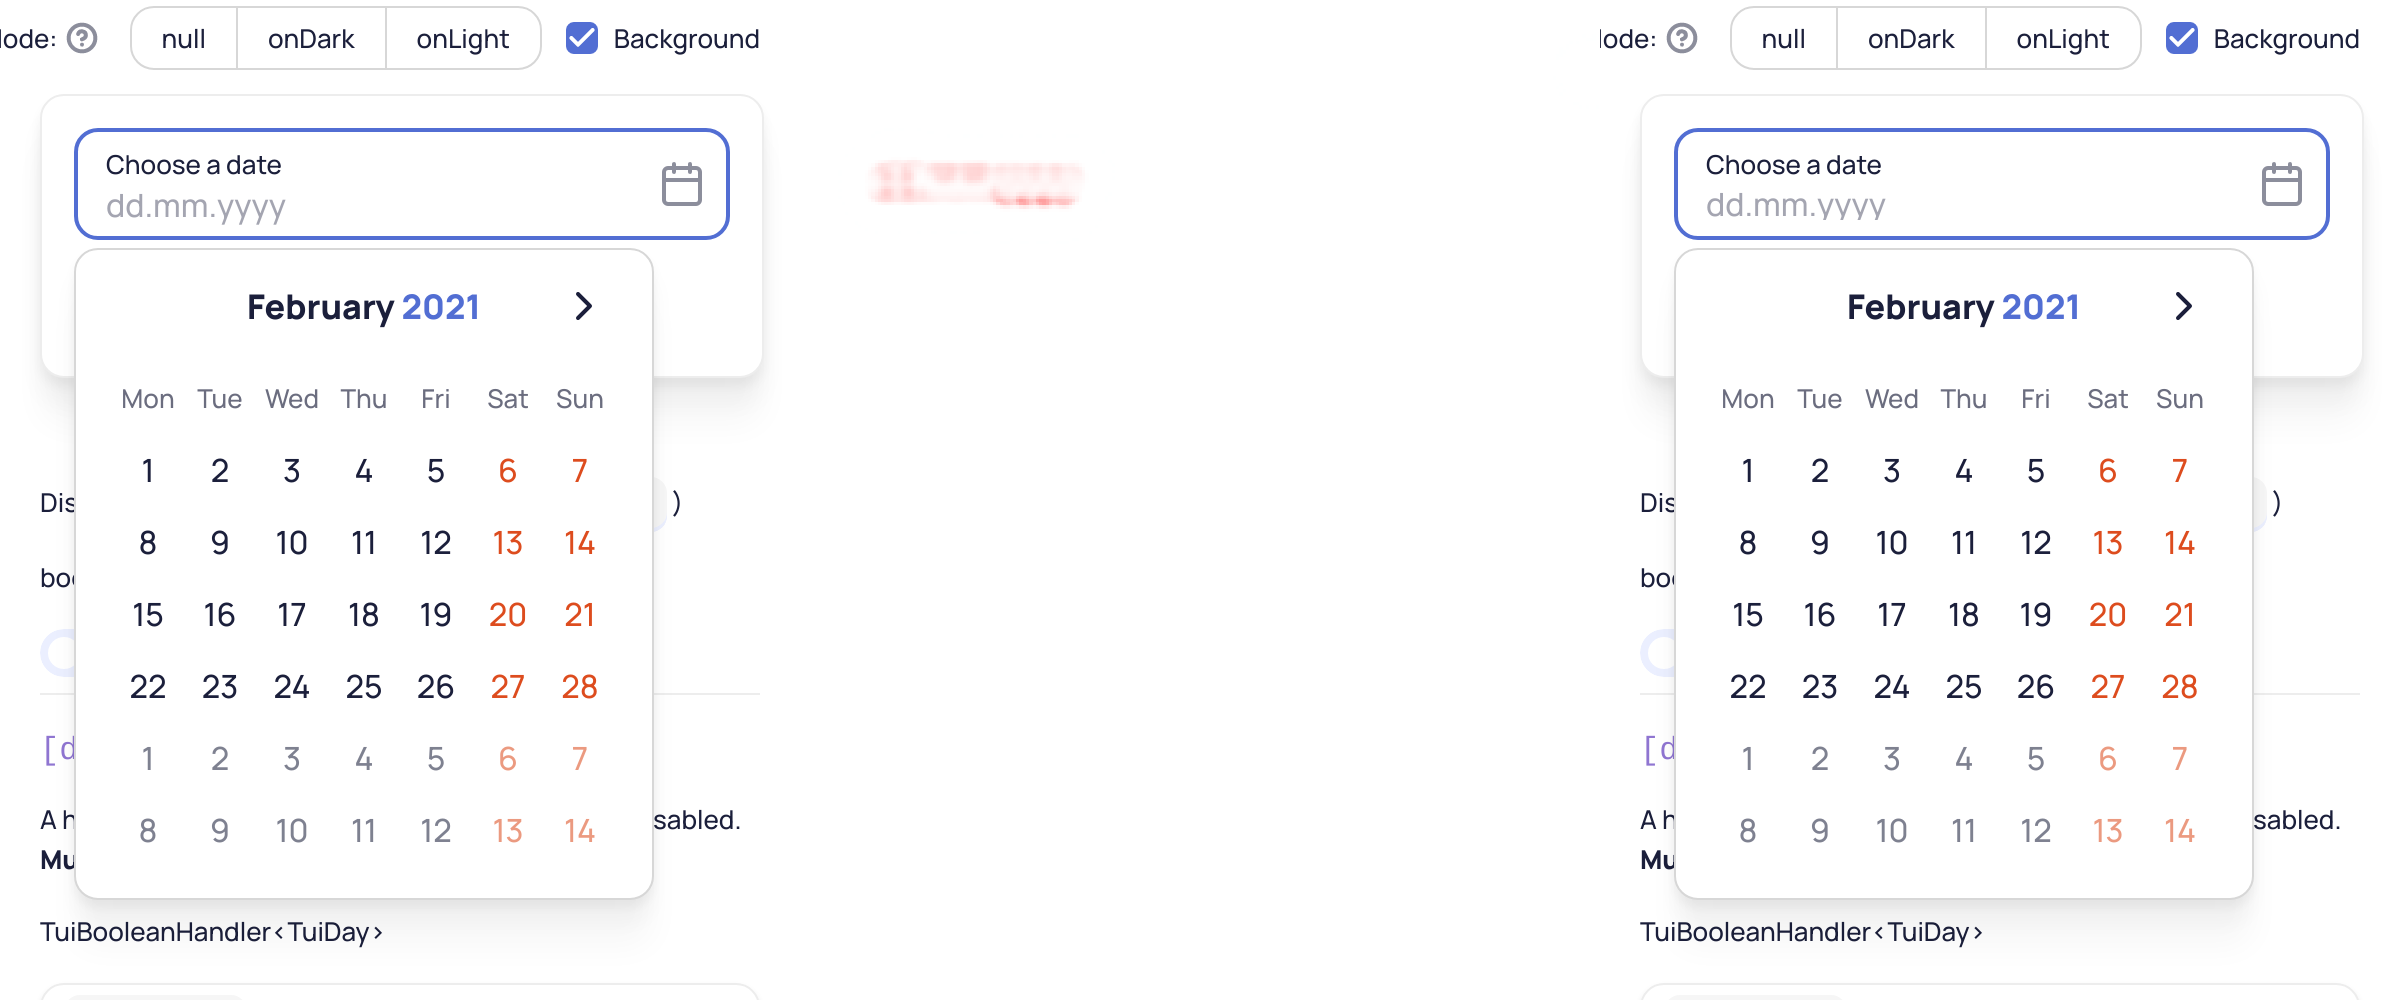 lode: null onDark onLight Background
Choose a date
dd.mm.yyyy
February 2021
Mon Tue Wed Thu Fri Sat Sun
1 2 3 4 5 6 7
Dis )
8 9 10 11 12 13 14
boo
15 16 17 18 19 20 21
22 23 24 25 26 27 28
[d
1 2 3 4 5 6 7
A h sabled.
8 9 10 11 12 13 14
Mu
TuiBooleanHandler<TuiDay>
lode: null onDark onLight Background
Choose a date
dd.mm.yyyy
February 2021
Mon Tue Wed Thu Fri Sat Sun
1 2 3 4 5 6 7
Dis )
8 9 10 11 12 13 14
boo
15 16 17 18 19 20 21
22 23 24 25 26 27 28
[d
1 2 3 4 5 6 7
A h sabled.
8 9 10 11 12 13 14
Mu
TuiBooleanHandler<TuiDay>